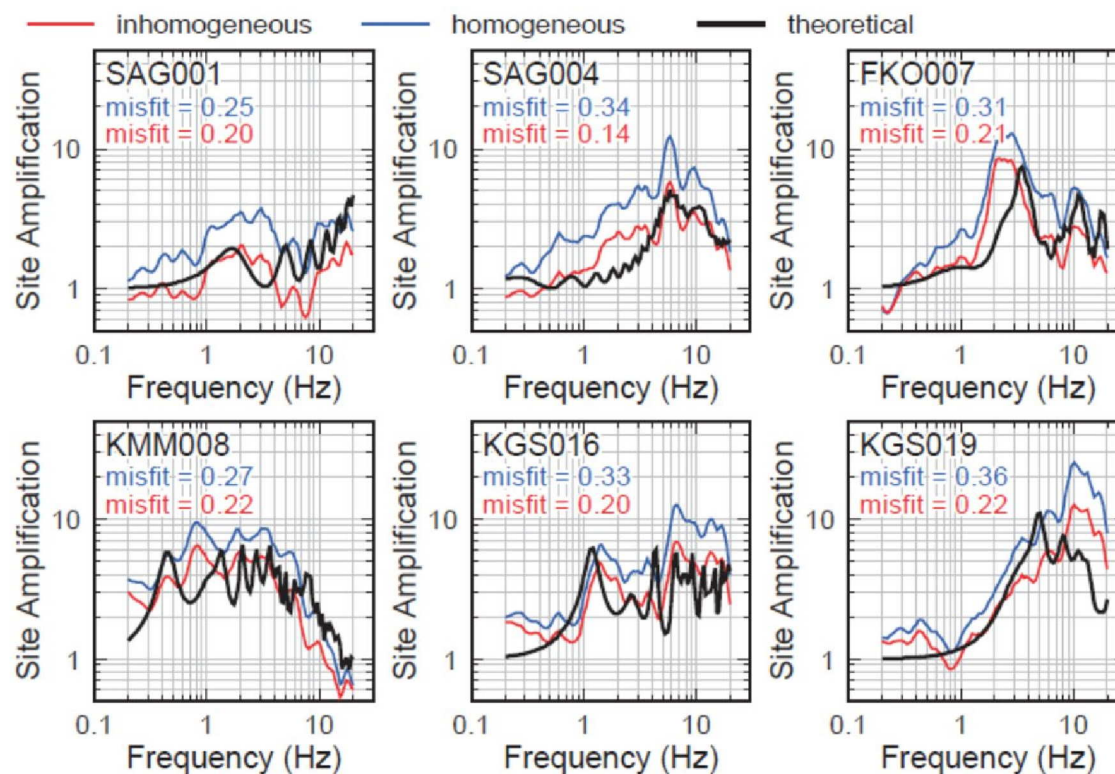 inhomogeneous homogeneous theoretical
SAG001
misfit = 0.25
misfit = 0.20
Site Amplification
10
1
0.1 1 10
Frequency (Hz)
SAG004
misfit = 0.34
misfit = 0.14
Site Amplification
10
1
0.1 1 10
Frequency (Hz)
FKO007
misfit = 0.31
misfit = 0.21
Site Amplification
10
1
0.1 1 10
Frequency (Hz)
KMM008
misfit = 0.27
misfit = 0.22
Site Amplification
10
1
0.1 1 10
Frequency (Hz)
KGS016
misfit = 0.33
misfit = 0.20
Site Amplification
10
1
0.1 1 10
Frequency (Hz)
KGS019
misfit = 0.36
misfit = 0.22
Site Amplification
10
1
0.1 1 10
Frequency (Hz)